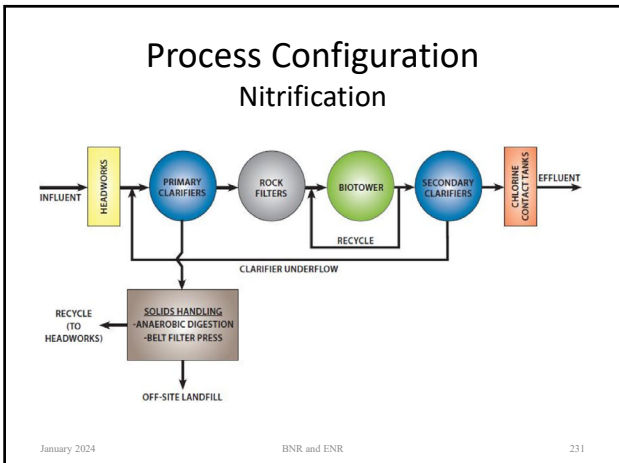 Process Configuration
Nitrification
INFLUENT
HEADWORKS
PRIMARY
CLARIFIERS
ROCK
FILTERS
BIOTOWER
SECONDARY
CLARIFIERS
CHLORINE
CONTACT TANKS
EFFLUENT
RECYCLE
CLARIFIER UNDERFLOW
RECYCLE
(TO
HEADWORKS)
SOLIDS HANDLING
-ANAEROBIC DIGESTION
-BELT FILTER PRESS
OFF-SITE LANDFILL
January 2024
BNR and ENR
231